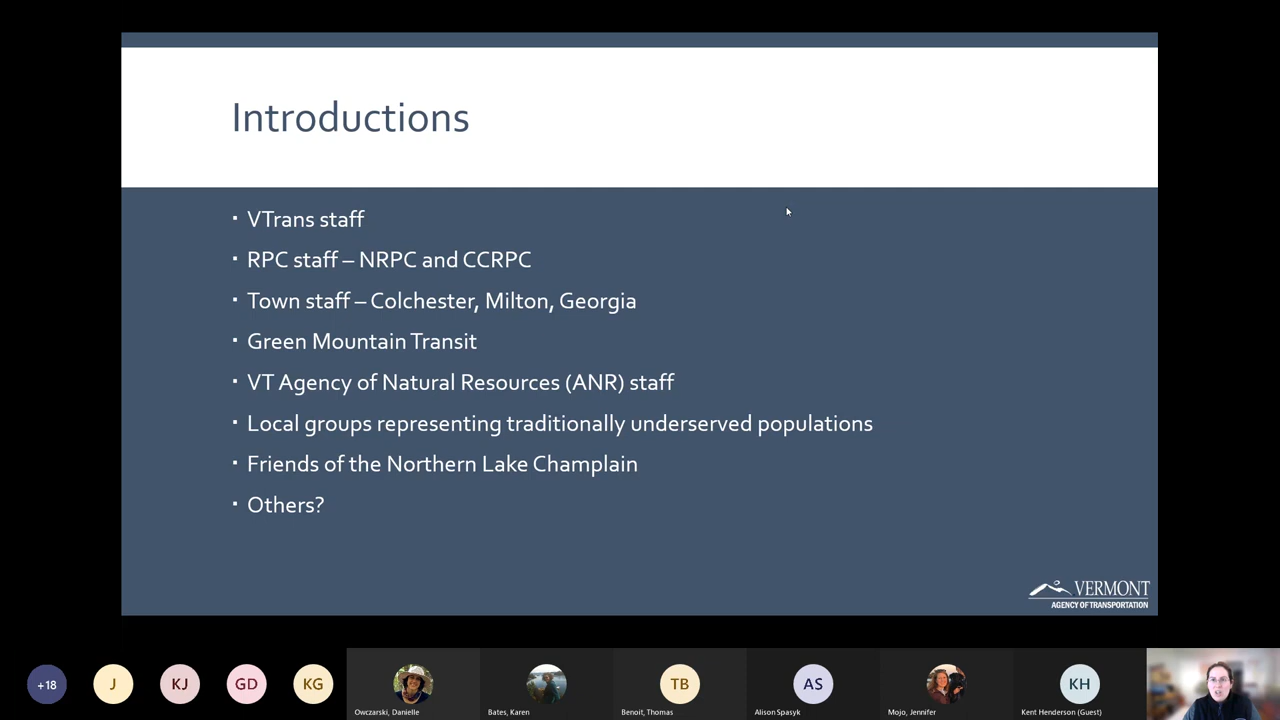 Introductions
VTrans staff
RPC staff – NRPC and CCRPC
Town staff – Colchester, Milton, Georgia
Green Mountain Transit
VT Agency of Natural Resources (ANR) staff
Local groups representing traditionally underserved populations
Friends of the Northern Lake Champlain
Others?
VERMONT
AGENCY OF TRANSPORTATION
+18
J
KJ
GD
KG
TB
AS
KH
Owczarski, Danielle
Bates, Karen
Benoit, Thomas
Alison Spasyk
Mojo, Jennifer
Kent Henderson (Guest)